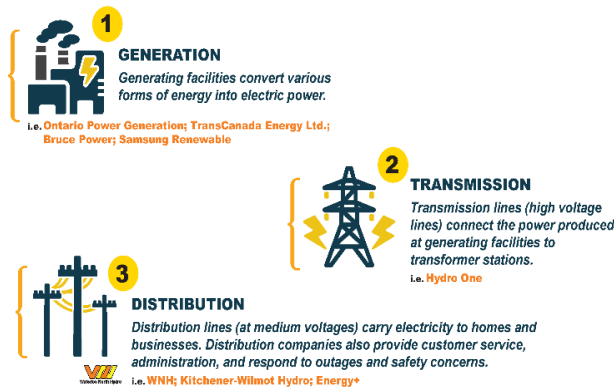 1
GENERATION
Generating facilities convert various
forms of energy into electric power.
i.e. Ontario Power Generation; TransCanada Energy Ltd.;
Bruce Power; Samsung Renewable
2
TRANSMISSION
Transmission lines (high voltage
lines) connect the power produced
at generating facilities to
transformer stations.
i.e. Hydro One
3
DISTRIBUTION
Distribution lines (at medium voltages) carry electricity to homes and
businesses. Distribution companies also provide customer service,
administration, and respond to outages and safety concerns.
Waterloo North Hydro
i.e. WNH; Kitchener-Wilmot Hydro; Energy+